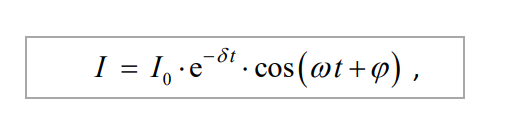 I = I₀ · e^{−δt} · cos(ωt + φ) ,